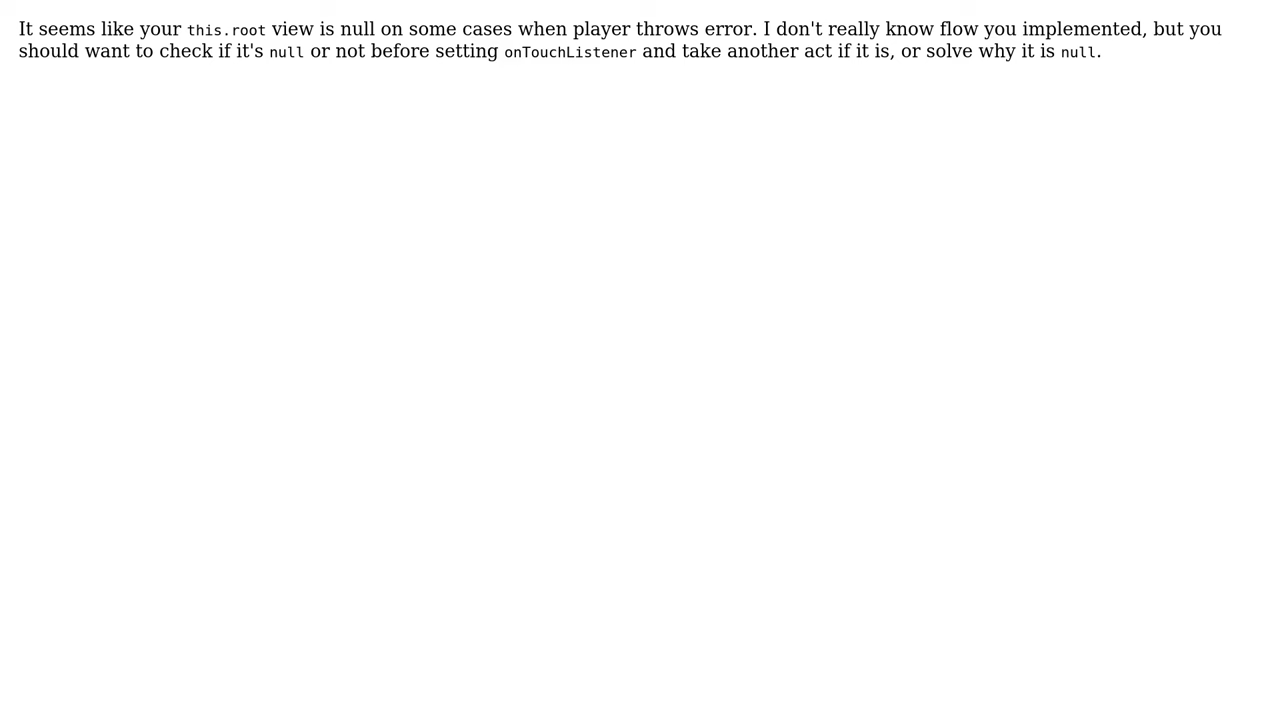 It seems like your this.root view is null on some cases when player throws error. I don't really know flow you implemented, but you
should want to check if it's null or not before setting onTouchListener and take another act if it is, or solve why it is null.